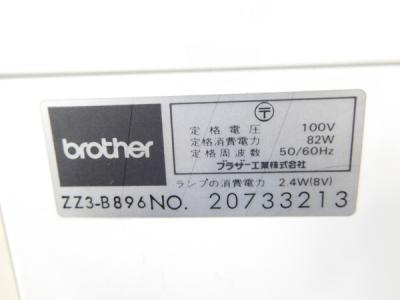 brother
〒
定格電圧 100V
定格消費電力 82W
定格周波数 50/60Hz
ブラザー工業株式会社
ランプの消費電力 2.4W(8V)
ZZ3-B896 NO. 20733213